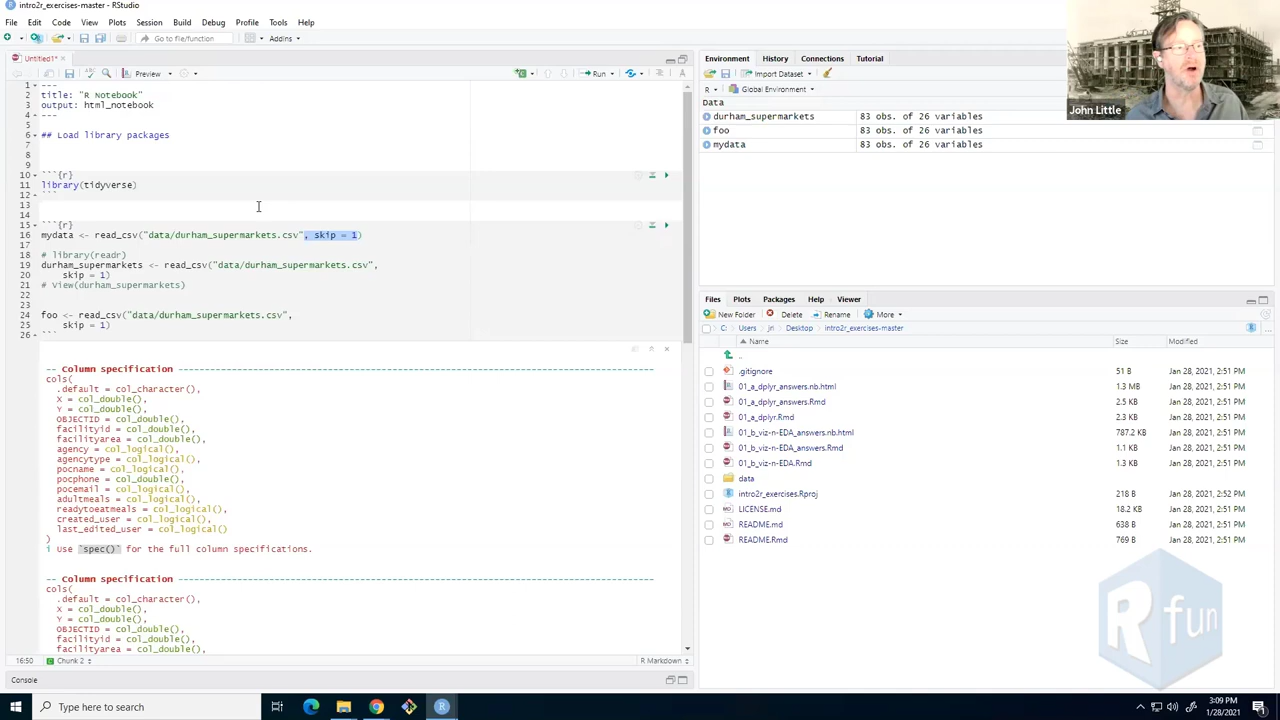 intro2r_exercises-master - RStudio
File Edit Code View Plots Session Build Debug Profile Tools Help
Go to file/function Addins
Untitled1*
Preview Run
1 ---
2 title: "R Notebook"
3 output: html_notebook
4 ---
5
6 ## Load library packages
7
8
9
10 ```{r}
11 library(tidyverse)
12 ```
13
14
15 ```{r}
16 mydata <- read_csv("data/durham_supermarkets.csv", skip = 1)
17
18 # library(readr)
19 durham_supermarkets <- read_csv("data/durham_supermarkets.csv",
20 skip = 1)
21 # View(durham_supermarkets)
22
23
24 foo <- read_csv("data/durham_supermarkets.csv",
25 skip = 1)
26 ```
-- Column specification
cols(
.default = col_character(),
X = col_double(),
Y = col_double(),
OBJECTID = col_double(),
facilityid = col_double(),
facilityarea = col_double(),
agency = col_logical(),
agencytype = col_logical(),
pocname = col_logical(),
pocphone = col_double(),
pocemail = col_logical(),
adultmeals = col_logical(),
readytoeatmeals = col_logical(),
created_user = col_logical(),
last_edited_user = col_logical()
)
i Use `spec()` for the full column specifications.
-- Column specification
cols(
.default = col_character(),
X = col_double(),
Y = col_double(),
OBJECTID = col_double(),
facilityid = col_double(),
facilityarea = col_double(),
16:50 Chunk 2 R Markdown
Console
Environment History Connections Tutorial
Import Dataset
R Global Environment
Data
durham_supermarkets 83 obs. of 26 variables
foo 83 obs. of 26 variables
mydata 83 obs. of 26 variables
John Little
Files Plots Packages Help Viewer
New Folder Delete Rename More
C: Users jrl Desktop intro2r_exercises-master
Name Size Modified
..
.gitignore 51 B Jan 28, 2021, 2:51 PM
01_a_dplyr_answers.nb.html 1.3 MB Jan 28, 2021, 2:51 PM
01_a_dplyr_answers.Rmd 2.5 KB Jan 28, 2021, 2:51 PM
01_a_dplyr.Rmd 2.3 KB Jan 28, 2021, 2:51 PM
01_b_viz-n-EDA_answers.nb.html 787.2 KB Jan 28, 2021, 2:51 PM
01_b_viz-n-EDA_answers.Rmd 1.1 KB Jan 28, 2021, 2:51 PM
01_b_viz-n-EDA.Rmd 1.3 KB Jan 28, 2021, 2:51 PM
data
intro2r_exercises.Rproj 218 B Jan 28, 2021, 2:52 PM
LICENSE.md 18.2 KB Jan 28, 2021, 2:51 PM
README.md 638 B Jan 28, 2021, 2:51 PM
README.Rmd 769 B Jan 28, 2021, 2:51 PM
R fun
Type here to search
3:09 PM
1/28/2021